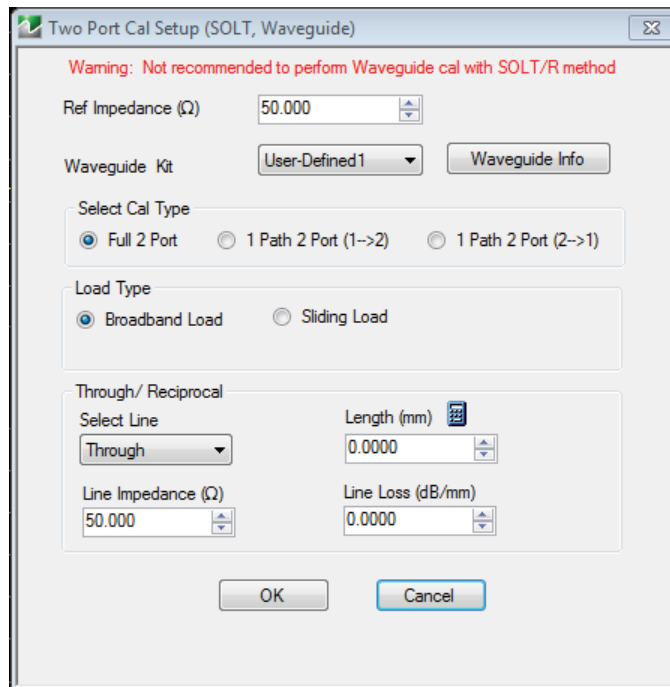 Two Port Cal Setup (SOLT, Waveguide)
Warning: Not recommended to perform Waveguide cal with SOLT/R method
Ref Impedance (Ω) 50.000
Waveguide Kit User-Defined1 Waveguide Info
Select Cal Type
Full 2 Port 1 Path 2 Port (1-->2) 1 Path 2 Port (2-->1)
Load Type
Broadband Load Sliding Load
Through/ Reciprocal
Select Line Length (mm)
Through 0.0000
Line Impedance (Ω) Line Loss (dB/mm)
50.000 0.0000
OK Cancel